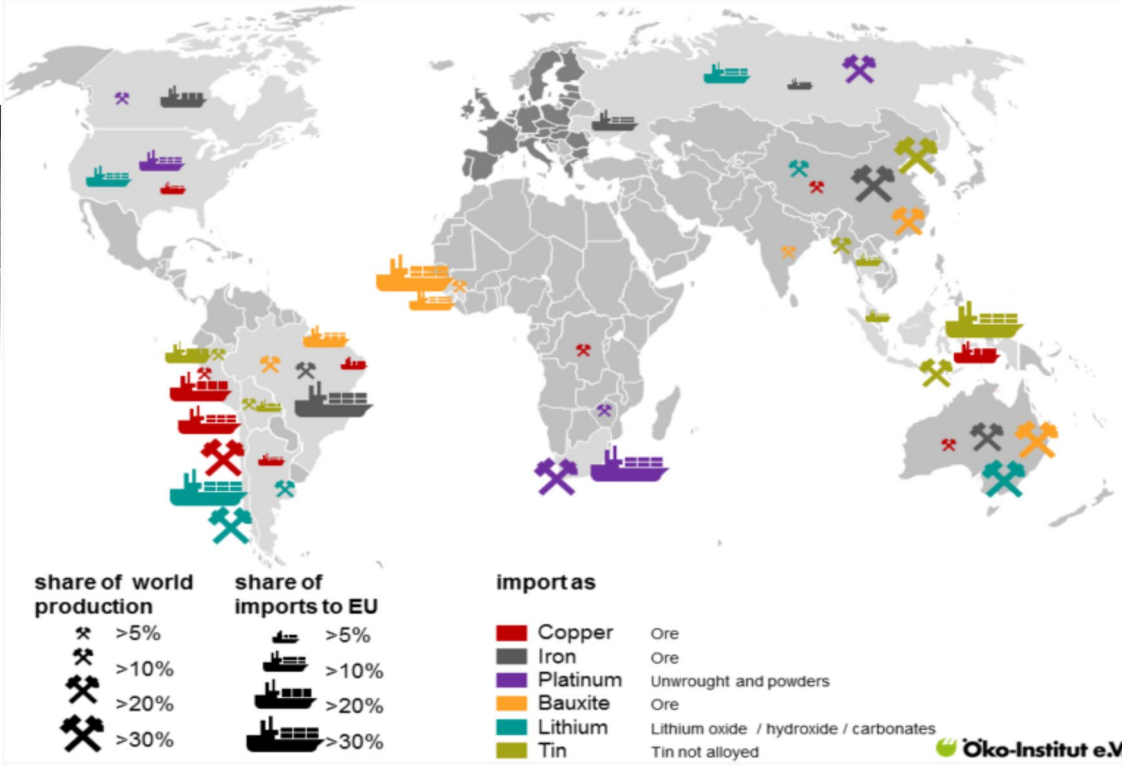 share of world
production
>5%
>10%
>20%
>30%
share of
imports to EU
>5%
>10%
>20%
>30%
import as
Copper Ore
Iron Ore
Platinum Unwrought and powders
Bauxite Ore
Lithium Lithium oxide / hydroxide / carbonates
Tin Tin not alloyed
Öko-Institut e.V